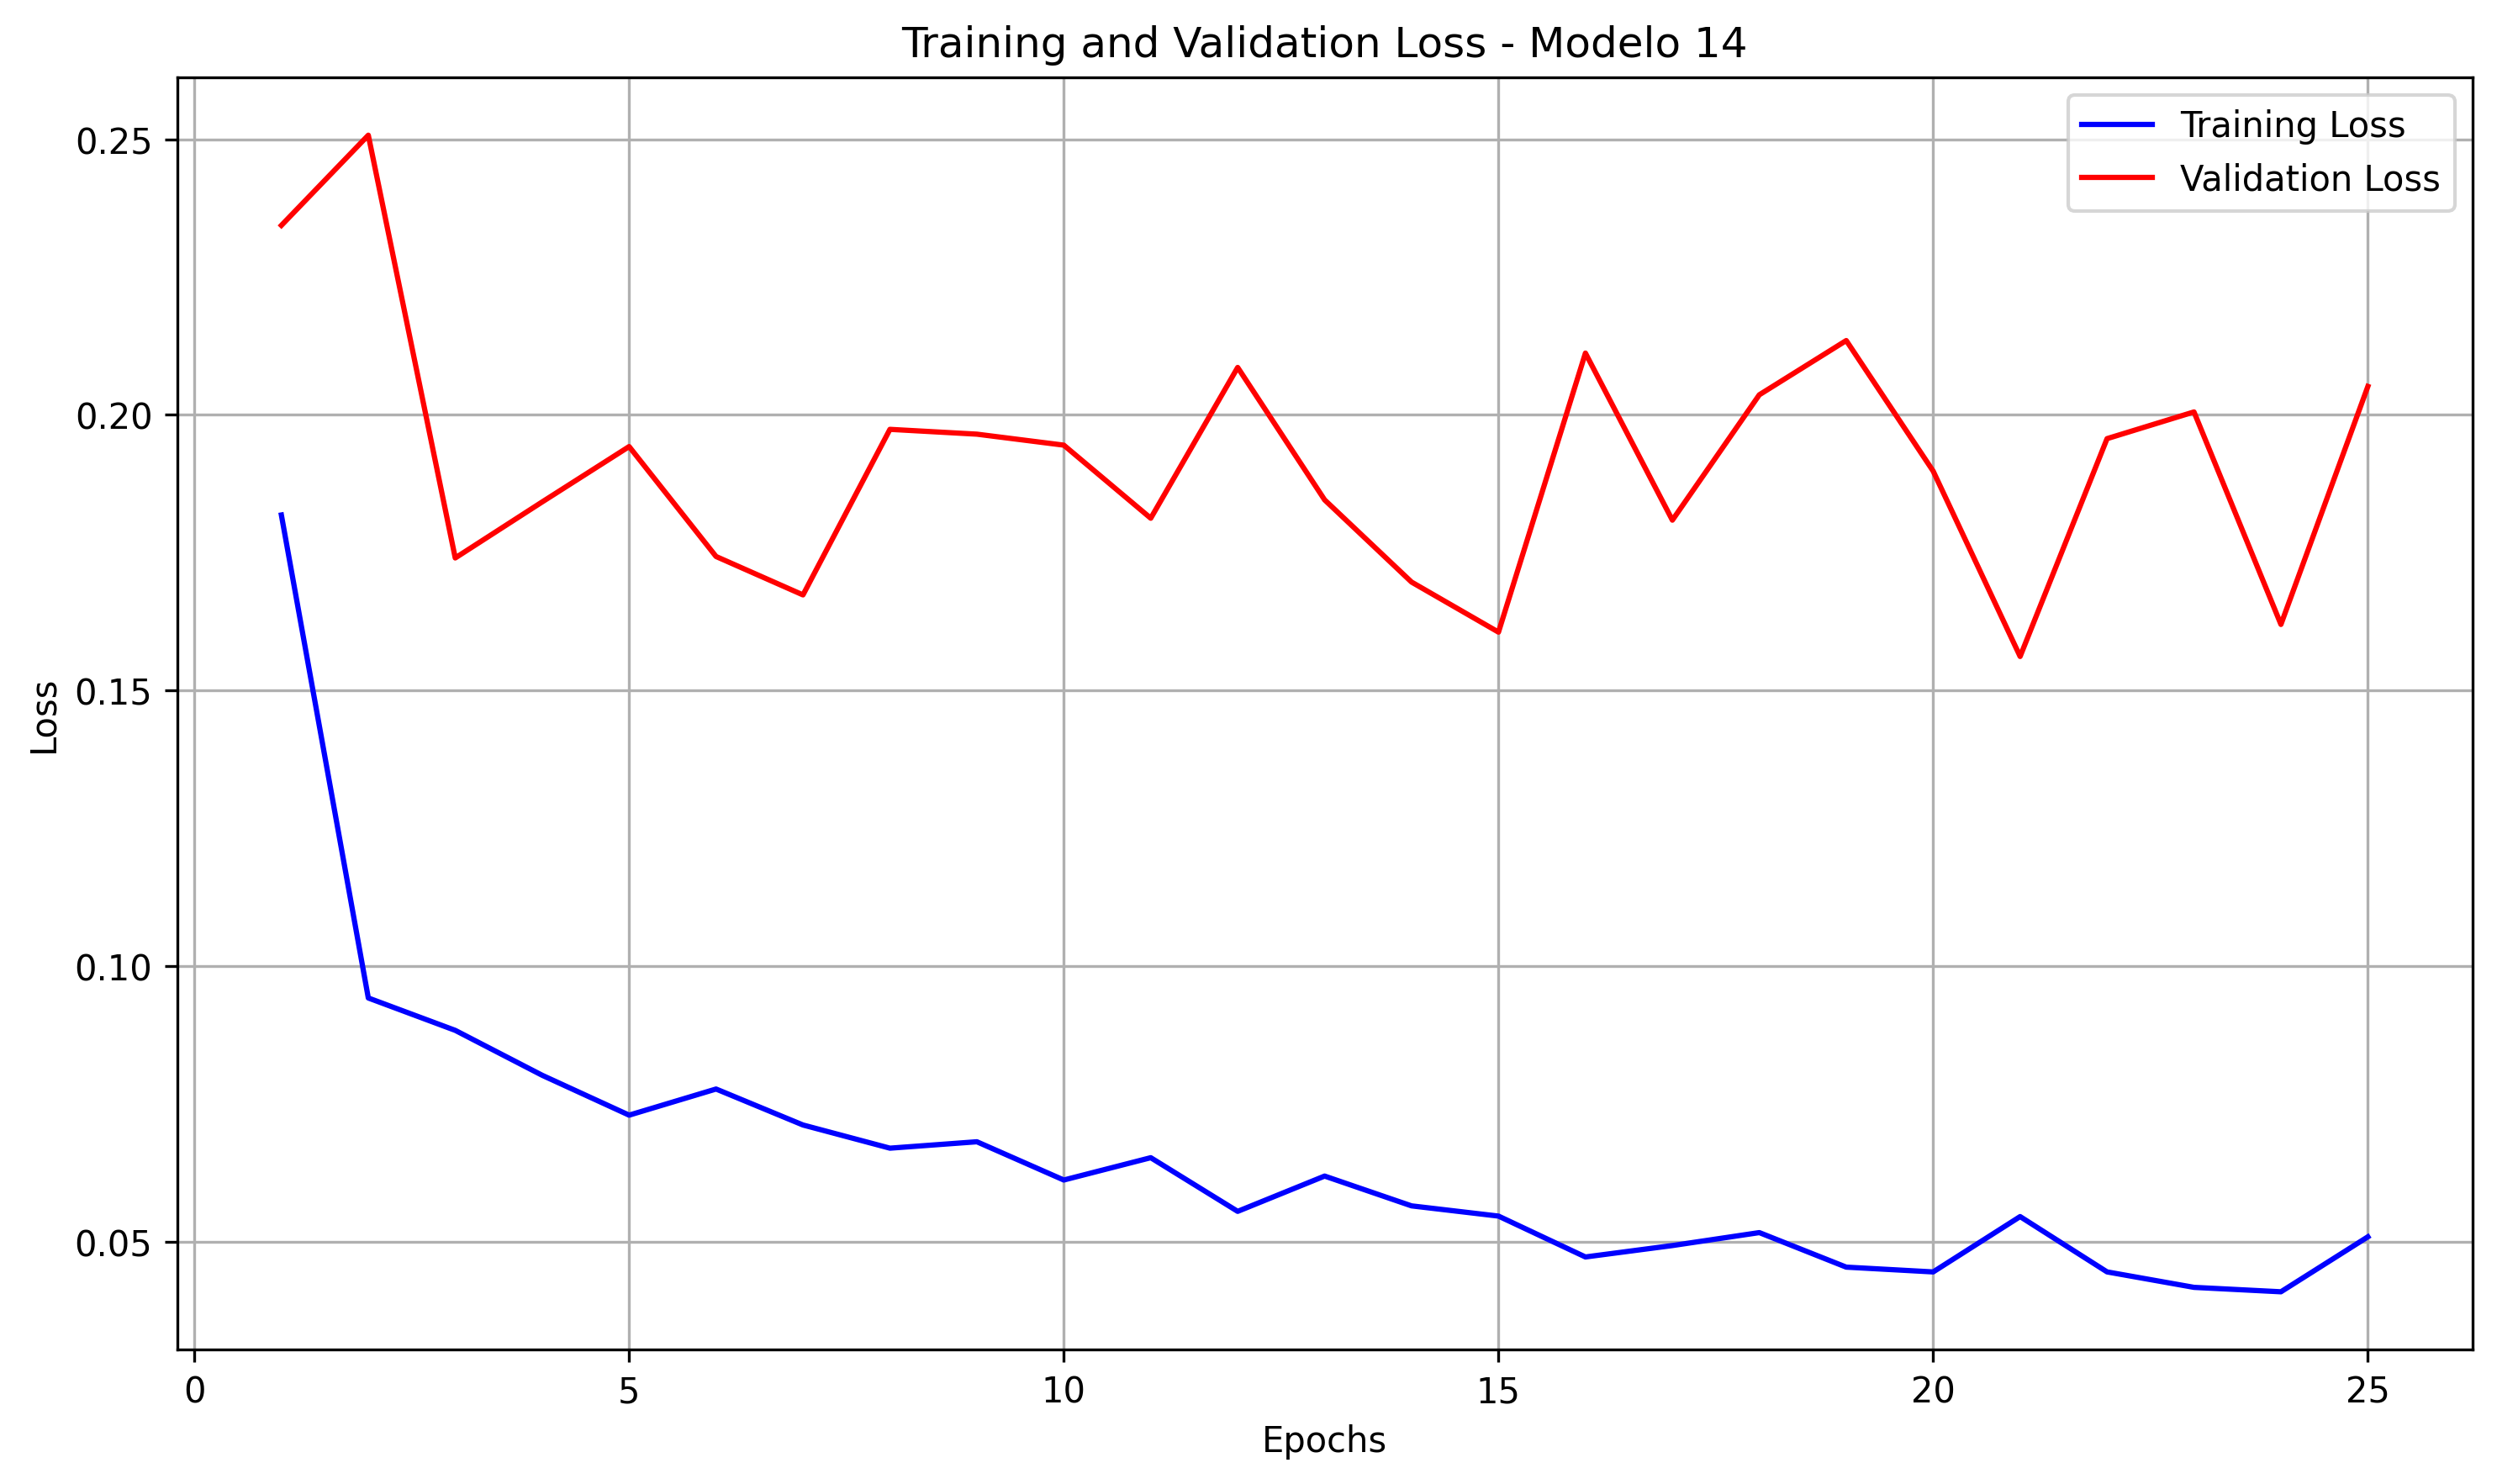 Training and Validation Loss - Modelo 14
Training Loss
Validation Loss
0.25
0.20
0.15
0.10
0.05
Loss
0 5 10 15 20 25
Epochs